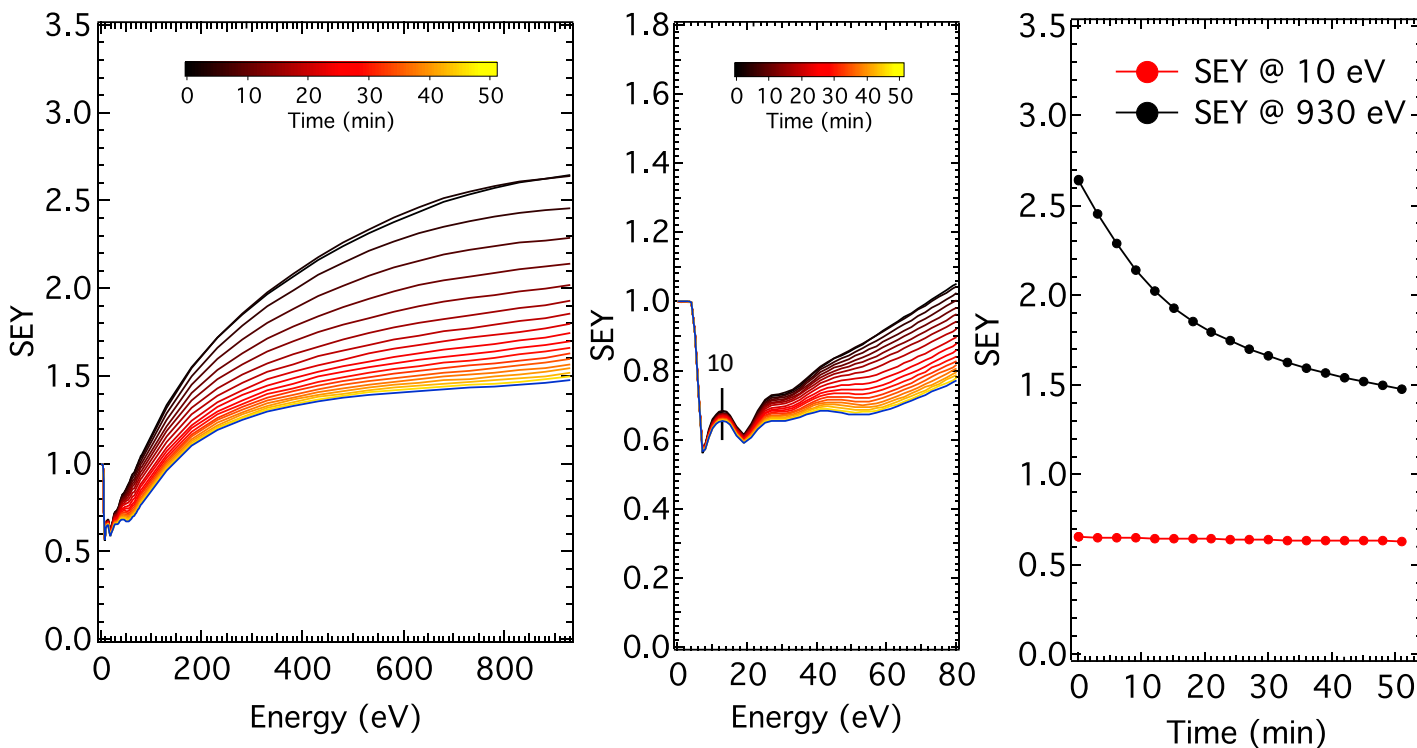 3.5
3.0
2.5
2.0
1.5
1.0
0.5
0.0
SEY
0 10 20 30 40 50
Time (min)
0 200 400 600 800
Energy (eV)
1.8
1.6
1.4
1.2
1.0
0.8
0.6
0.4
0.2
0.0
SEY
0 10 20 30 40 50
Time (min)
10
0 20 40 60 80
Energy (eV)
3.5
3.0
2.5
2.0
1.5
1.0
0.5
0.0
SEY
SEY @ 10 eV
SEY @ 930 eV
0 10 20 30 40 50
Time (min)